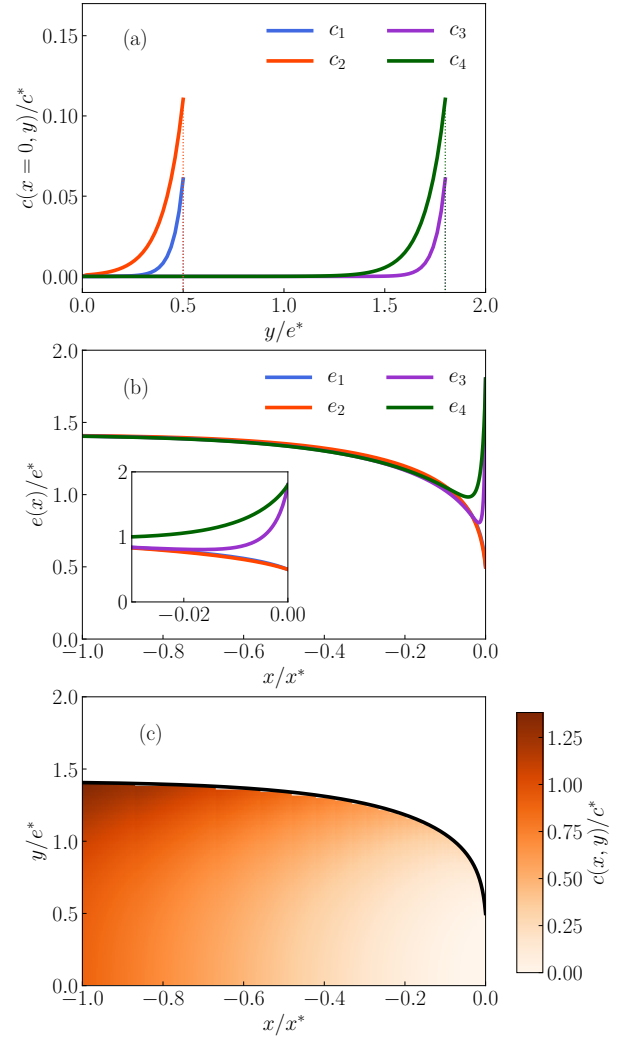 (a)
c₁ c₃
c₂ c₄
c(x = 0, y)/c*
0.15
0.10
0.05
0.00
0.0 0.5 1.0 1.5 2.0
y/e*
(b)
e₁ e₃
e₂ e₄
e(x)/e*
2.0
1.5
1.0
0.5
0.0
2
1
0
−0.02 0.00
−1.0 −0.8 −0.6 −0.4 −0.2 0.0
x/x*
(c)
y/e*
2.0
1.5
1.0
0.5
0.0
−1.0 −0.8 −0.6 −0.4 −0.2 0.0
x/x*
1.25
1.00
0.75
0.50
0.25
0.00
c(x, y)/c*